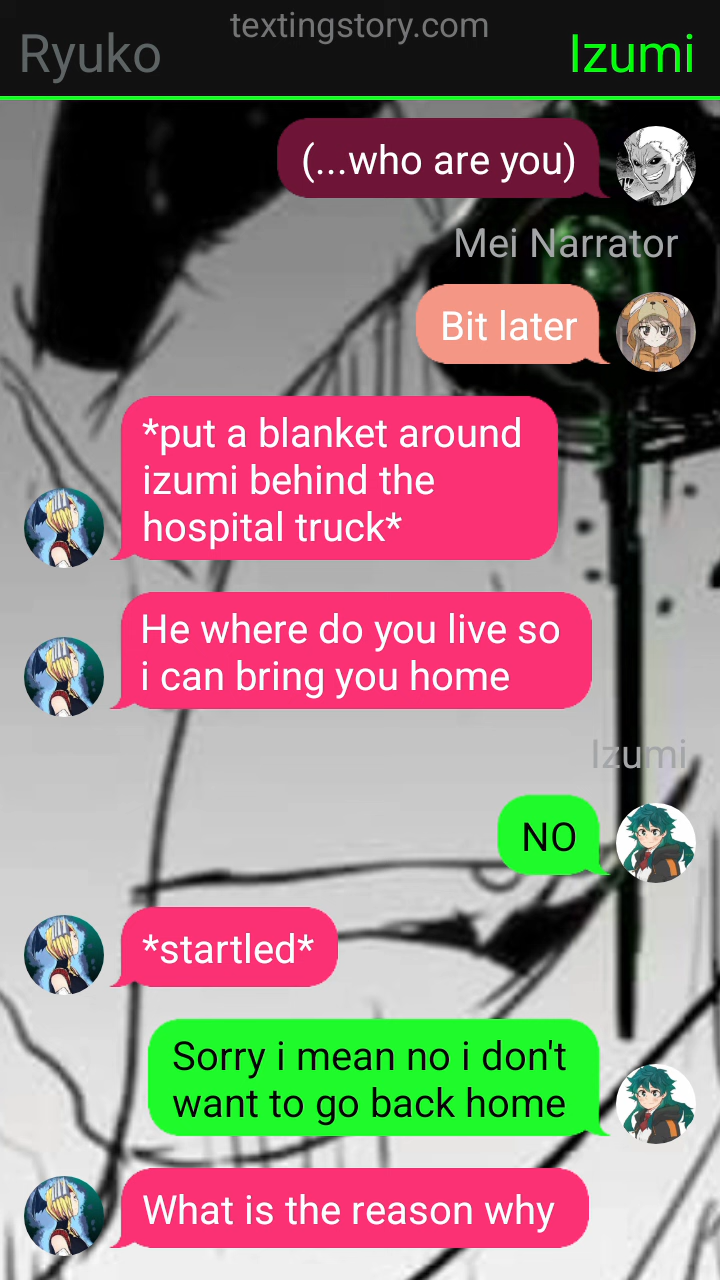 textingstory.com
Ryuko
Izumi
(...who are you)
Mei Narrator
Bit later
*put a blanket around
izumi behind the
hospital truck*
He where do you live so
i can bring you home
Izumi
NO
*startled*
Sorry i mean no i don't
want to go back home
What is the reason why